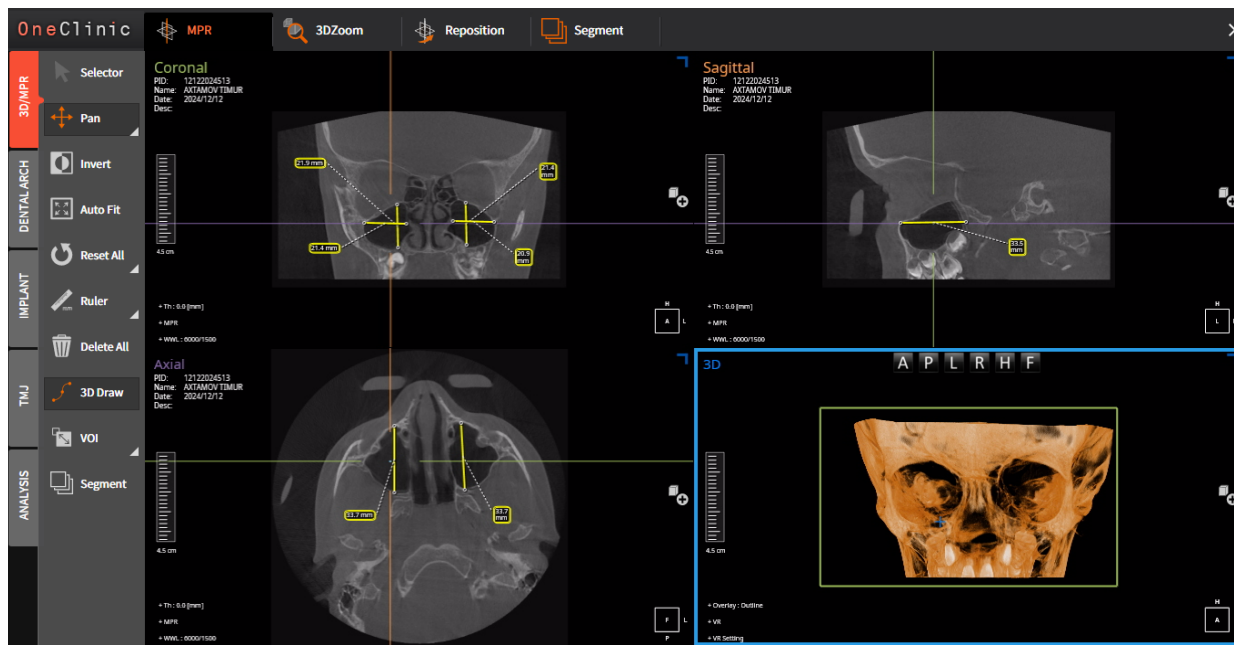 OneClinic
MPR
3DZoom
Reposition
Segment
3D/MPR
DENTAL ARCH
IMPLANT
TMJ
ANALYSIS
Selector
Pan
Invert
Auto Fit
Reset All
Ruler
Delete All
3D Draw
VOI
Segment
Coronal
PID: 12122024513
Name: AXTAMOV TIMUR
Date: 2024/12/12
Desc:
21.9 mm
21.4 mm
21.4 mm
20.9 mm
4.5 cm
+ Th : 0.0 [mm]
+ MPR
+ WWL : 6000/1500
H
A L
Sagittal
PID: 12122024513
Name: AXTAMOV TIMUR
Date: 2024/12/12
Desc:
33.5 mm
4.5 cm
+ Th : 0.0 [mm]
+ MPR
+ WWL : 6000/1500
H
L
Axial
PID: 12122024513
Name: AXTAMOV TIMUR
Date: 2024/12/12
Desc:
33.7 mm
33.7 mm
4.5 cm
+ Th : 0.0 [mm]
+ MPR
+ WWL : 6000/1500
F L
P
3D
A P L R H F
4.5 cm
+ Overlay : Outline
+ VR
+ VR Setting
H
A